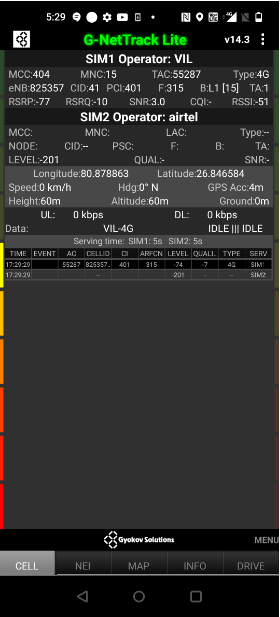 5:29
G-NetTrack Lite v14.3
SIM1 Operator: VIL
MCC:404 MNC:15 TAC:55287 Type:4G
eNB:825357 CID:41 PCI:401 F:315 B:L1 [15] TA:1
RSRP:-77 RSRQ:-10 SNR:3.0 CQI:- RSSI:-51
SIM2 Operator: airtel
MCC: MNC: LAC: Type:--
NODE: CID:-- PSC: F: B: TA:
LEVEL:-201 QUAL:- SNR:-
Longitude:80.878863 Latitude:26.846584
Speed:0 km/h Hdg:0° N GPS Acc:4m
Height:60m Altitude:60m Ground:0m
UL: 0 kbps DL: 0 kbps
Data: VIL-4G IDLE ||| IDLE
Serving time: SIM1: 5s SIM2: 5s
TIME EVENT AC CELLID CI ARFCN LEVEL QUAL. TYPE SERV
17:29:29 55287 825357.. 401 315 -74 -7 4G SIM1
17:29:29 -- -201 SIM2
Gyokov Solutions MENU
CELL NEI MAP INFO DRIVE